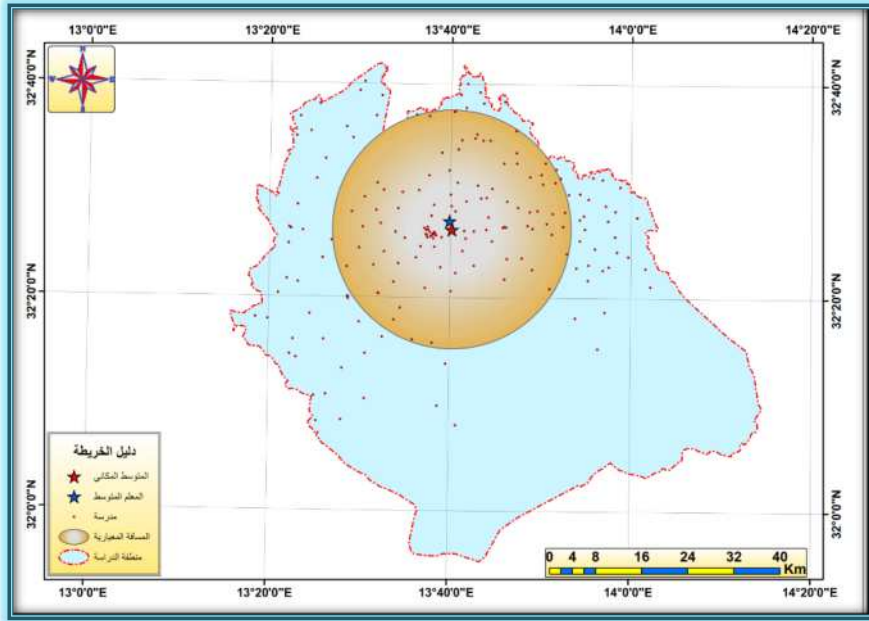 13°0'0"E 13°20'0"E 13°40'0"E 14°0'0"E 14°20'0"E
N
W E
S
32°40'0"N 32°40'0"N
32°20'0"N 32°20'0"N
32°0'0"N 32°0'0"N
دليل الخريطة
المتوسط المكاني
المعلم المتوسط
مدرسة
المسافة المعيارية
منطقة الدراسة
0 4 8 16 24 32 40
Km
13°0'0"E 13°20'0"E 13°40'0"E 14°0'0"E 14°20'0"E